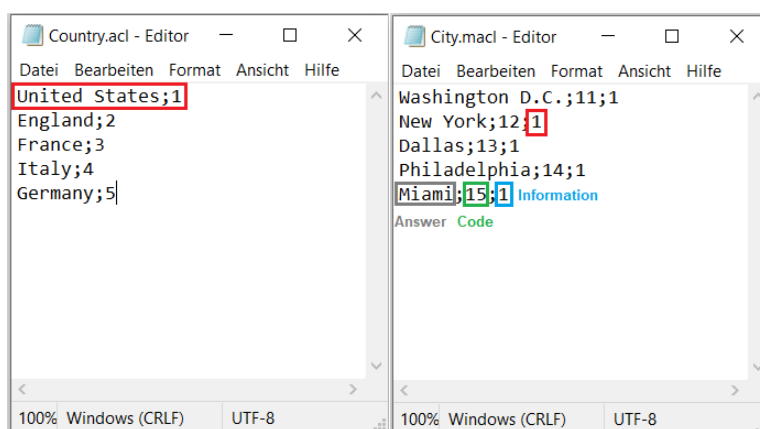 Country.acl - Editor
Datei Bearbeiten Format Ansicht Hilfe
United States;1
England;2
France;3
Italy;4
Germany;5
100% Windows (CRLF) UTF-8
City.macl - Editor
Datei Bearbeiten Format Ansicht Hilfe
Washington D.C.;11;1
New York;12;1
Dallas;13;1
Philadelphia;14;1
Miami;15;1 Information
Answer Code
100% Windows (CRLF) UTF-8